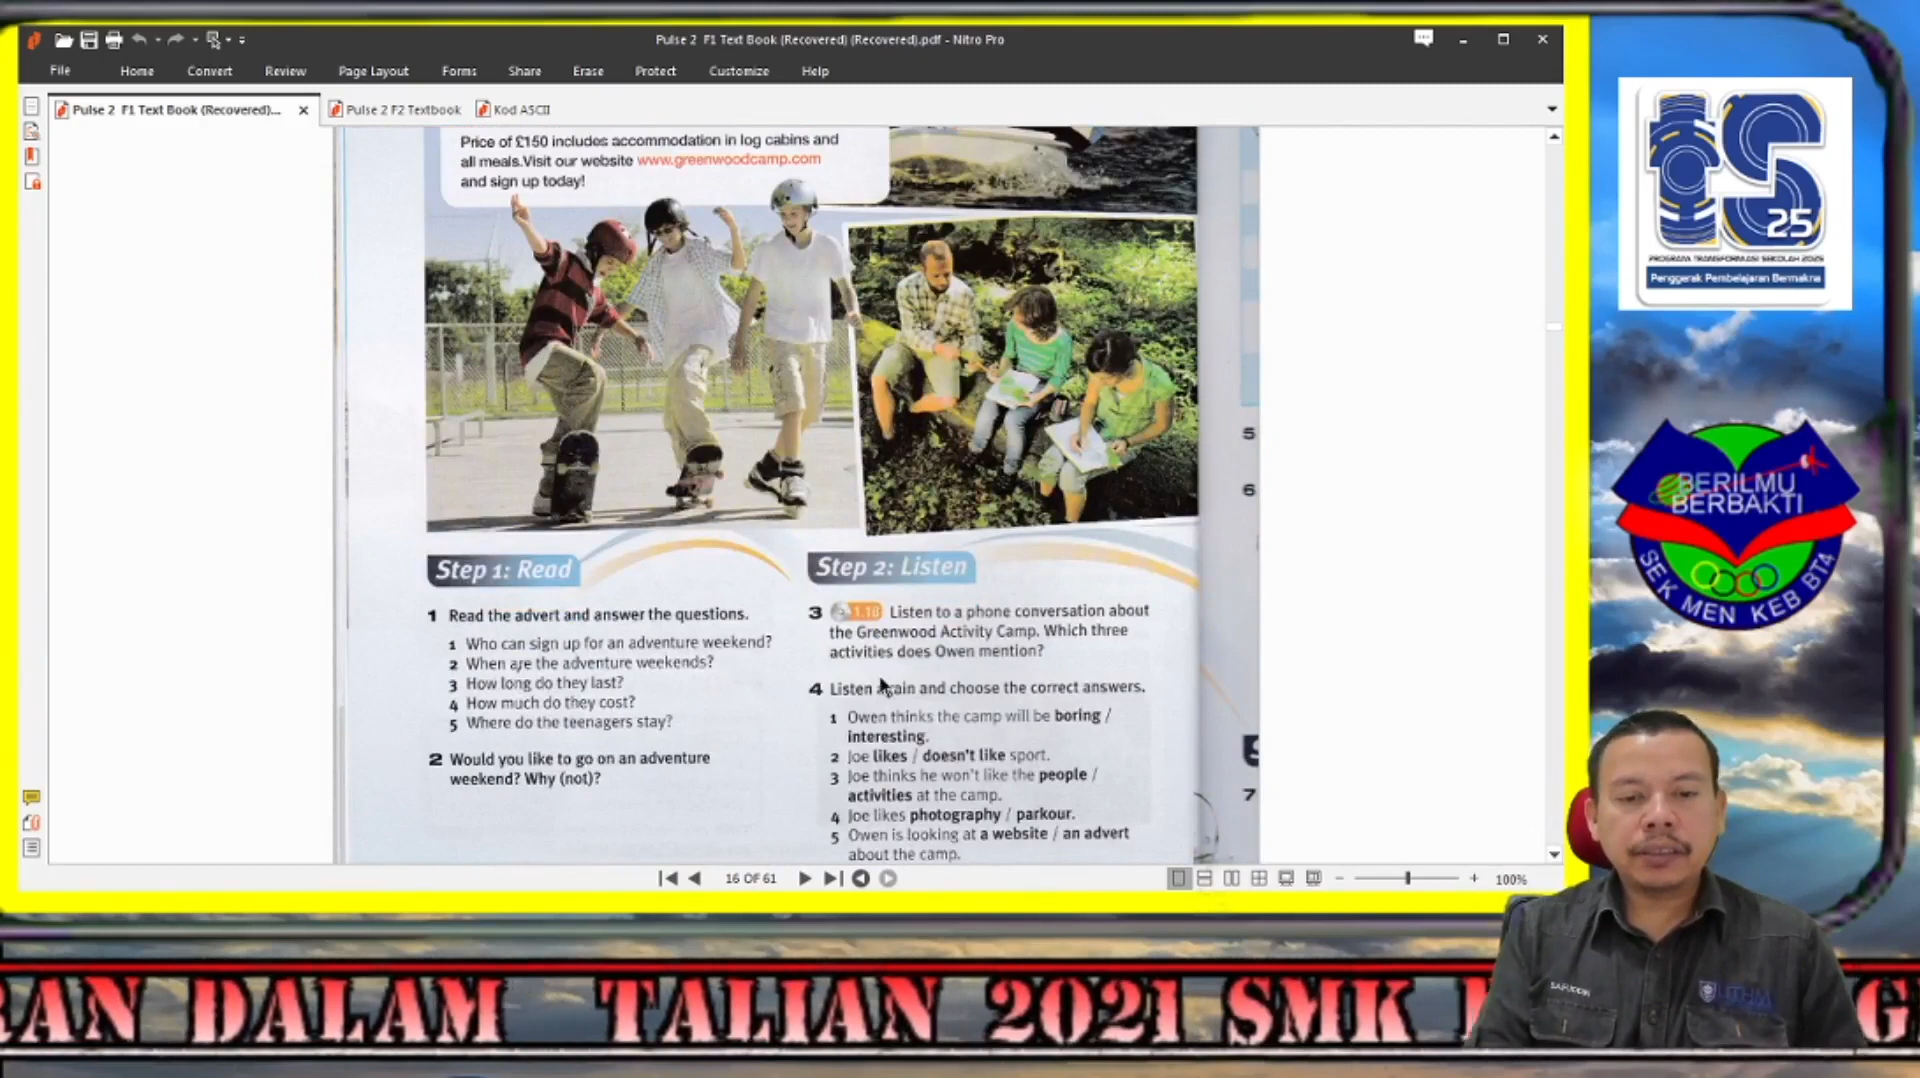 Pulse 2 F1 Text Book (Recovered) (Recovered).pdf - Nitro Pro
File Home Convert Review Page Layout Forms Share Erase Protect Customize Help
Pulse 2 F1 Text Book (Recovered)... Pulse 2 F2 Textbook Kod ASCII
Price of £150 includes accommodation in log cabins and
all meals.Visit our website www.greenwoodcamp.com
and sign up today!
Step 1: Read
1 Read the advert and answer the questions.
1 Who can sign up for an adventure weekend?
2 When are the adventure weekends?
3 How long do they last?
4 How much do they cost?
5 Where do the teenagers stay?
2 Would you like to go on an adventure
weekend? Why (not)?
Step 2: Listen
3 1.18 Listen to a phone conversation about
the Greenwood Activity Camp. Which three
activities does Owen mention?
4 Listen again and choose the correct answers.
1 Owen thinks the camp will be boring /
interesting.
2 Joe likes / doesn't like sport.
3 Joe thinks he won't like the people /
activities at the camp.
4 Joe likes photography / parkour.
5 Owen is looking at a website / an advert
about the camp.
5
6
7
16 OF 61
100%
tS
25
PROGRAM TRANSFORMASI SEKOLAH 2025
Penggerak Pembelajaran Bermakna
BERILMU
BERBAKTI
SEK MEN KEB BT4
SAIFUDDIN
RAN DALAM TALIAN 2021 SMK
G